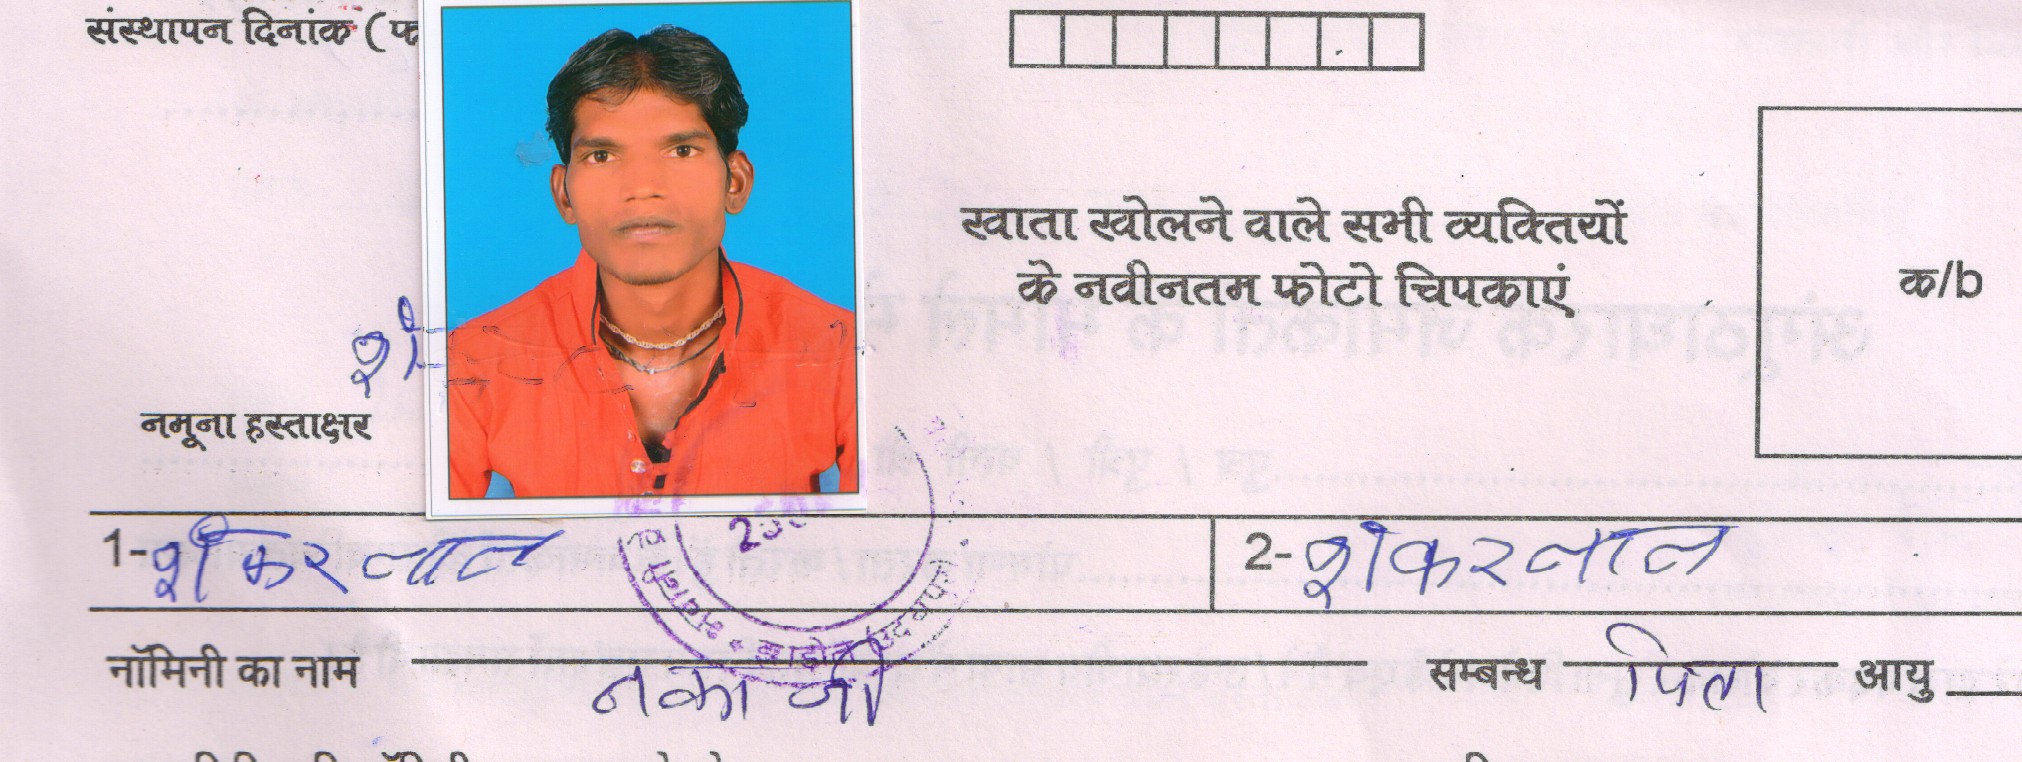 संस्थापन दिनांक ( फ
खाता खोलने वाले सभी व्यक्तियों
के नवीनतम फोटो चिपकाएं
क/b
शं
नमूना हस्ताक्षर
1- शंकरलाल
2- शंकरलाल
नॉमिनी का नाम नका जी सम्बन्ध पिता आयु